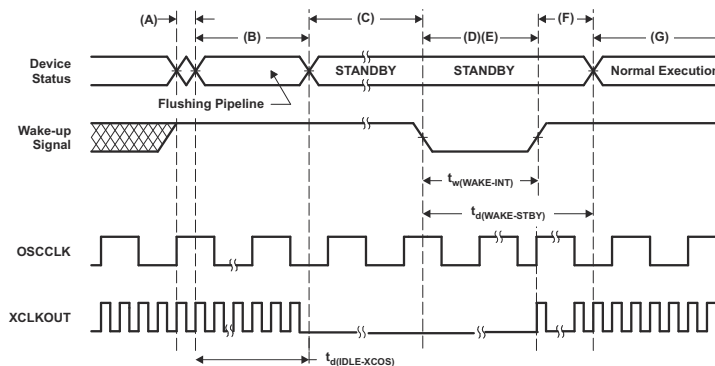 (A)
(B)
(C)
(D)(E)
(F)
(G)
Device
Status
STANDBY
STANDBY
Normal Execution
Flushing Pipeline
Wake-up
Signal
tw(WAKE-INT)
td(WAKE-STBY)
OSCCLK
XCLKOUT
td(IDLE-XCOS)